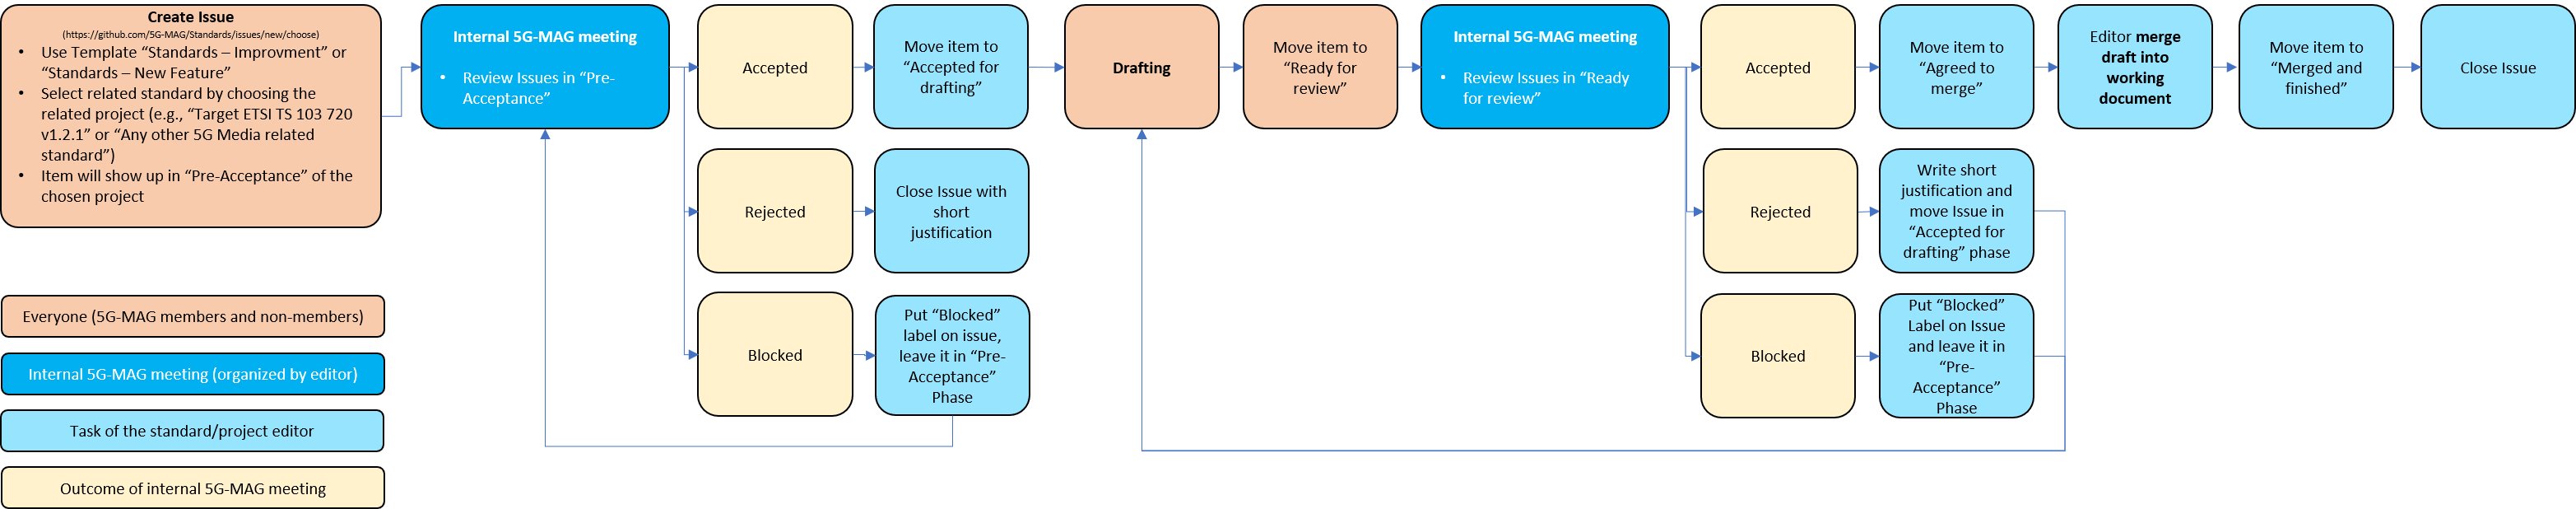 Create Issue
(https://github.com/5G-MAG/Standards/issues/new/choose)
• Use Template “Standards – Improvment” or
“Standards – New Feature”
• Select related standard by choosing the
related project (e.g., “Target ETSI TS 103 720
v1.2.1” or “Any other 5G Media related
standard”)
• Item will show up in “Pre-Acceptance” of the
chosen project
Internal 5G-MAG meeting
• Review Issues in “Pre-
Acceptance”
Accepted
Move item to
“Accepted for
drafting”
Rejected
Close Issue with
short
justification
Blocked
Put “Blocked”
label on issue,
leave it in “Pre-
Acceptance”
Phase
Drafting
Move item to
“Ready for
review”
Internal 5G-MAG meeting
• Review Issues in “Ready
for review”
Accepted
Move item to
“Agreed to
merge”
Editor merge
draft into
working
document
Move item to
“Merged and
finished”
Close Issue
Rejected
Write short
justification and
move Issue in
“Accepted for
drafting” phase
Blocked
Put “Blocked”
Label on Issue
and leave it in
“Pre-
Acceptance”
Phase
Everyone (5G-MAG members and non-members)
Internal 5G-MAG meeting (organized by editor)
Task of the standard/project editor
Outcome of internal 5G-MAG meeting